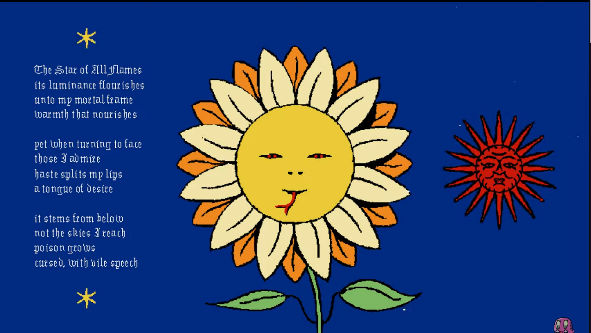 The Star of All Flames
its luminance flourishes
unto my mortal frame
warmth that nourishes
yet when turning to face
those I admire
haste splits my lips
a tongue of desire
it stems from below
not the skies I reach
poison grows
cursed, with vile speech